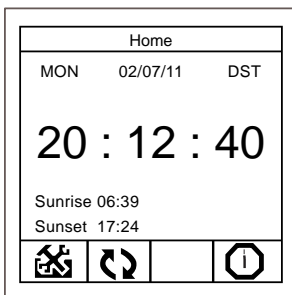 Home
MON 02/07/11 DST
20 : 12 : 40
Sunrise 06:39
Sunset 17:24
i